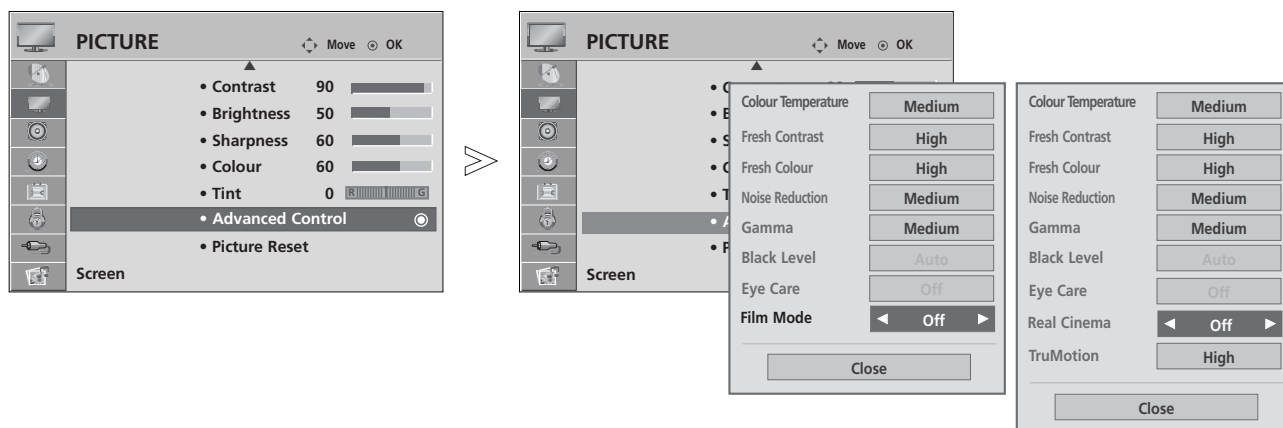 PICTURE Move OK
• Contrast 90
• Brightness 50
• Sharpness 60
• Colour 60
• Tint 0 R G
• Advanced Control
• Picture Reset
Screen
PICTURE Move OK
• C
• B
• S
• C
• T
• A
• P
Screen
Colour Temperature Medium
Fresh Contrast High
Fresh Colour High
Noise Reduction Medium
Gamma Medium
Black Level Auto
Eye Care Off
Film Mode Off
Close
Colour Temperature Medium
Fresh Contrast High
Fresh Colour High
Noise Reduction Medium
Gamma Medium
Black Level Auto
Eye Care Off
Real Cinema Off
TruMotion High
Close